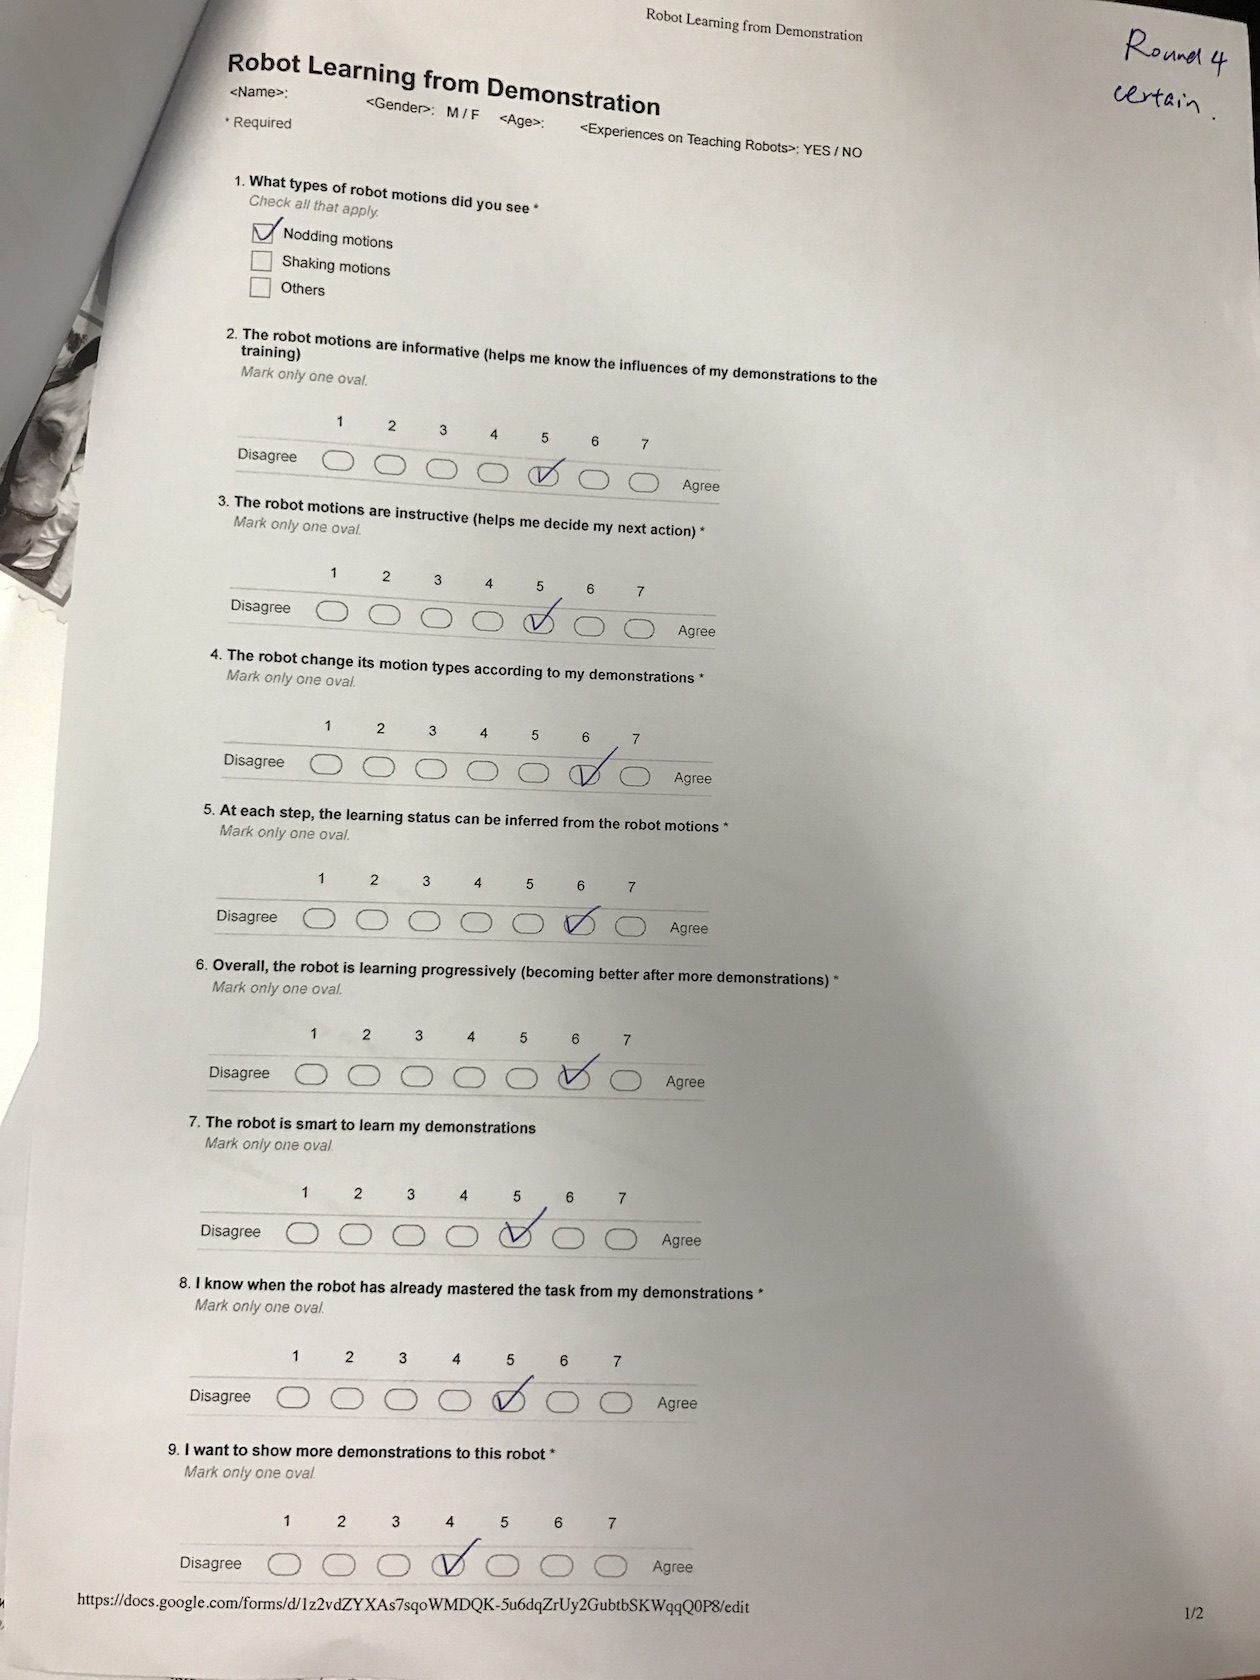 Robot Learning from Demonstration
Round 4
certain.
Robot Learning from Demonstration
<Name>: <Gender>: M / F <Age>: <Experiences on Teaching Robots>: YES / NO
* Required
1. What types of robot motions did you see *
Check all that apply.
Nodding motions
Shaking motions
Others
2. The robot motions are informative (helps me know the influences of my demonstrations to the
training)
Mark only one oval.
1 2 3 4 5 6 7
Disagree Agree
3. The robot motions are instructive (helps me decide my next action) *
Mark only one oval.
1 2 3 4 5 6 7
Disagree Agree
4. The robot change its motion types according to my demonstrations *
Mark only one oval.
1 2 3 4 5 6 7
Disagree Agree
5. At each step, the learning status can be inferred from the robot motions *
Mark only one oval.
1 2 3 4 5 6 7
Disagree Agree
6. Overall, the robot is learning progressively (becoming better after more demonstrations) *
Mark only one oval.
1 2 3 4 5 6 7
Disagree Agree
7. The robot is smart to learn my demonstrations
Mark only one oval.
1 2 3 4 5 6 7
Disagree Agree
8. I know when the robot has already mastered the task from my demonstrations *
Mark only one oval.
1 2 3 4 5 6 7
Disagree Agree
9. I want to show more demonstrations to this robot *
Mark only one oval.
1 2 3 4 5 6 7
Disagree Agree
https://docs.google.com/forms/d/1z2vdZYXAs7sqoWMDQK-5u6dqZrUy2GubtbSKWqqQ0P8/edit
1/2